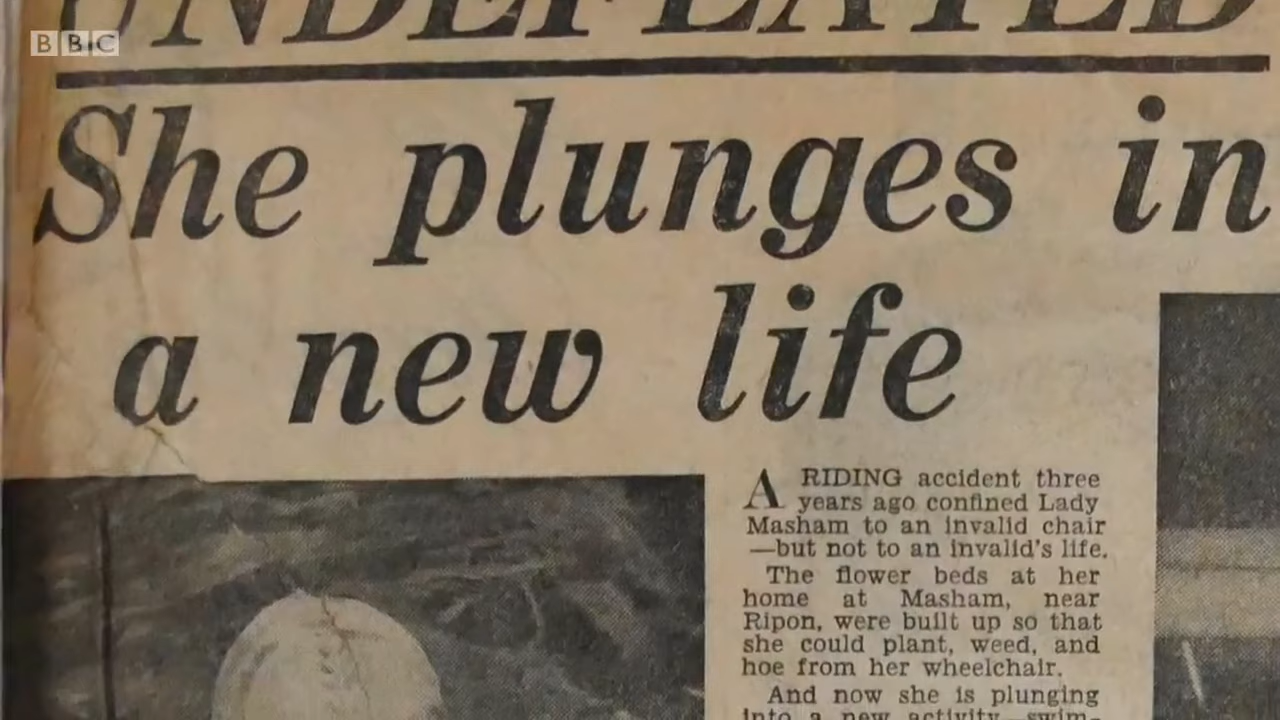 BBC
UNDEFEATED
She plunges in
a new life
A RIDING accident three
years ago confined Lady
Masham to an invalid chair
—but not to an invalid's life.
The flower beds at her
home at Masham, near
Ripon, were built up so that
she could plant, weed, and
hoe from her wheelchair.
And now she is plunging
into a new activity—swim-